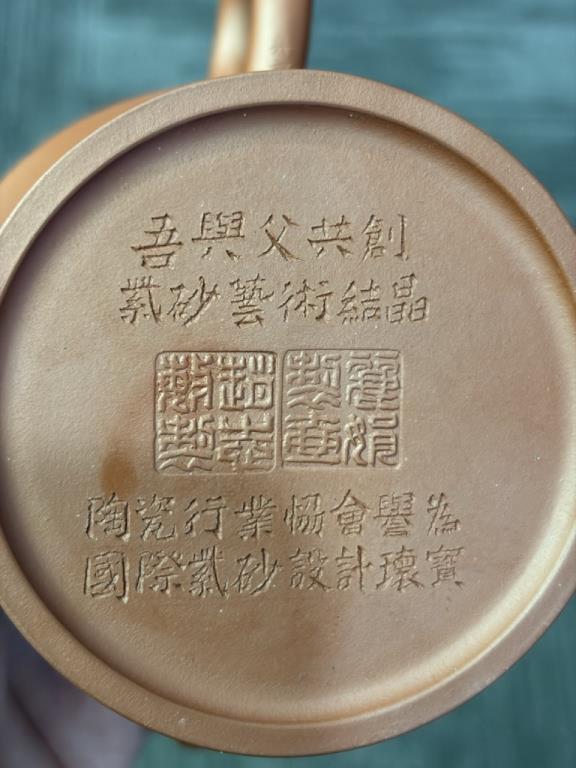 吾與父共創
紫砂藝術結晶
陶瓷行業協會譽為
國際紫砂設計瓌寶